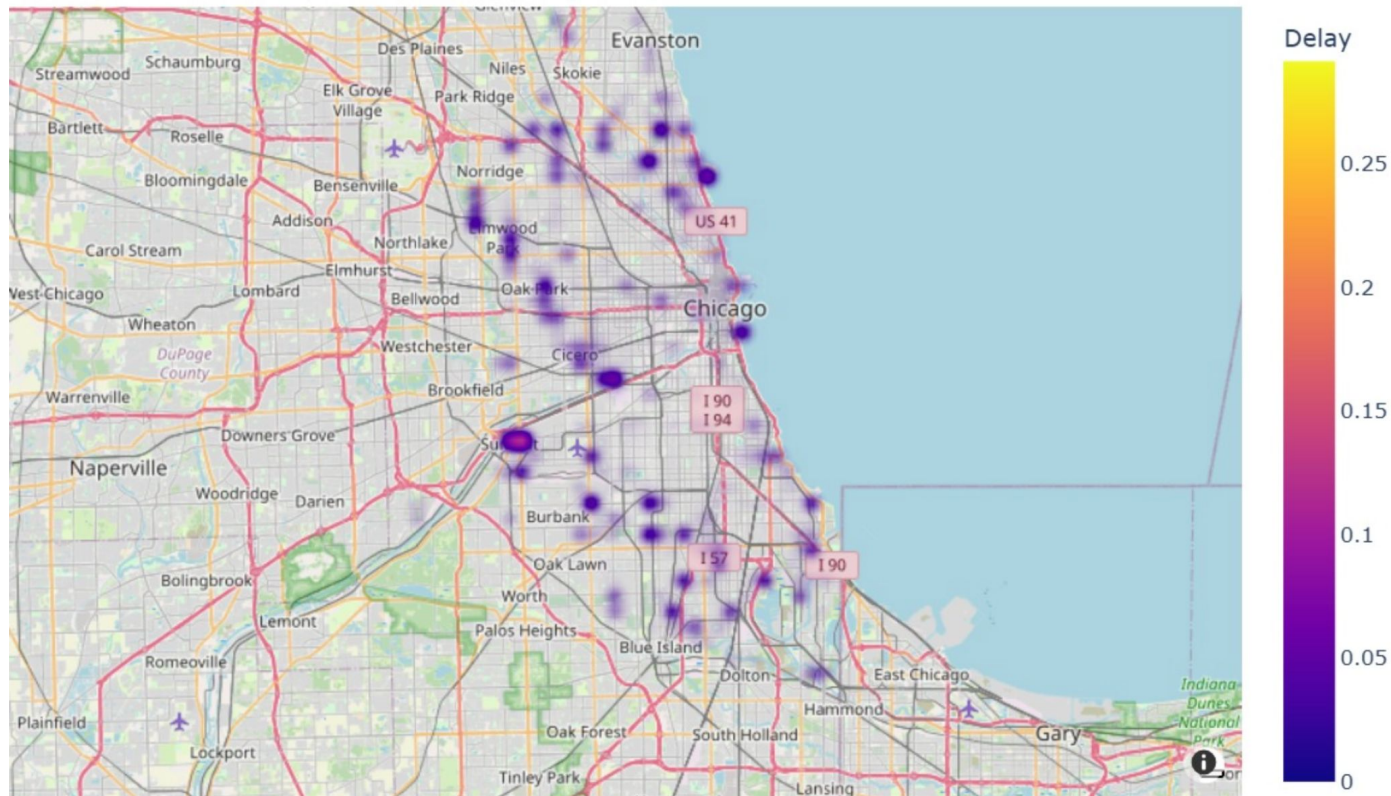 Glenview
Evanston
Des Plaines
Schaumburg
Streamwood
Niles
Skokie
Elk Grove
Village
Park Ridge
Bartlett
Roselle
Norridge
Bloomingdale
Bensenville
US 41
Addison
Elmwood
Park
Northlake
Carol Stream
Elmhurst
West Chicago
Lombard
Bellwood
Oak Park
Chicago
Wheaton
Westchester
Cicero
DuPage
County
Brookfield
Warrenville
I 90
I 94
Downers Grove
Summit
Naperville
Woodridge
Darien
Burbank
I 57
I 90
Oak Lawn
Bolingbrook
Worth
Lemont
Palos Heights
Blue Island
Romeoville
Dolton
East Chicago
Indiana
Dunes
National
Park
Hammond
Plainfield
Oak Forest
South Holland
Gary
Lockport
Tinley Park
Lansing
Delay
0.25
0.2
0.15
0.1
0.05
0